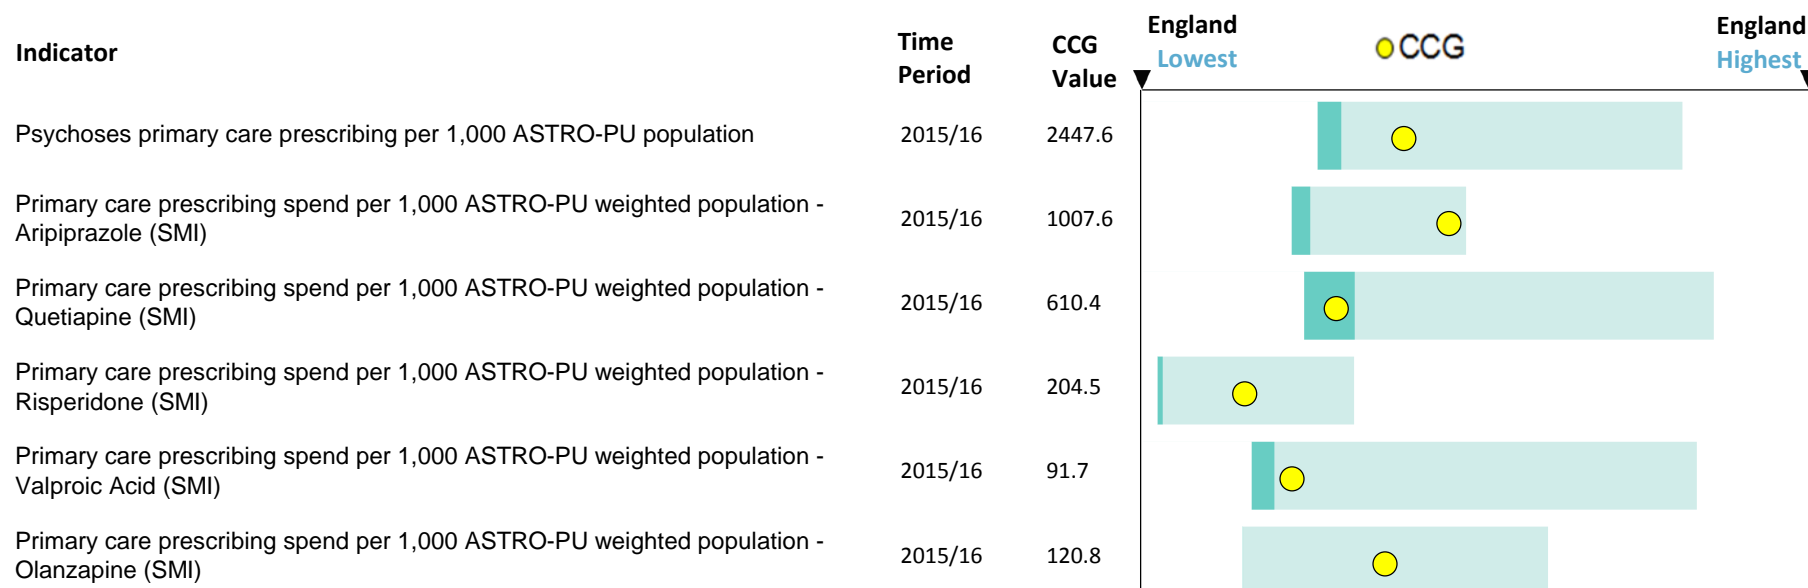 Indicator
Time Period
CCG Value
England Lowest
CCG
England Highest
Psychoses primary care prescribing per 1,000 ASTRO-PU population 2015/16 2447.6
Primary care prescribing spend per 1,000 ASTRO-PU weighted population -
Aripiprazole (SMI)
2015/16 1007.6
Primary care prescribing spend per 1,000 ASTRO-PU weighted population -
Quetiapine (SMI)
2015/16 610.4
Primary care prescribing spend per 1,000 ASTRO-PU weighted population -
Risperidone (SMI)
2015/16 204.5
Primary care prescribing spend per 1,000 ASTRO-PU weighted population -
Valproic Acid (SMI)
2015/16 91.7
Primary care prescribing spend per 1,000 ASTRO-PU weighted population -
Olanzapine (SMI)
2015/16 120.8